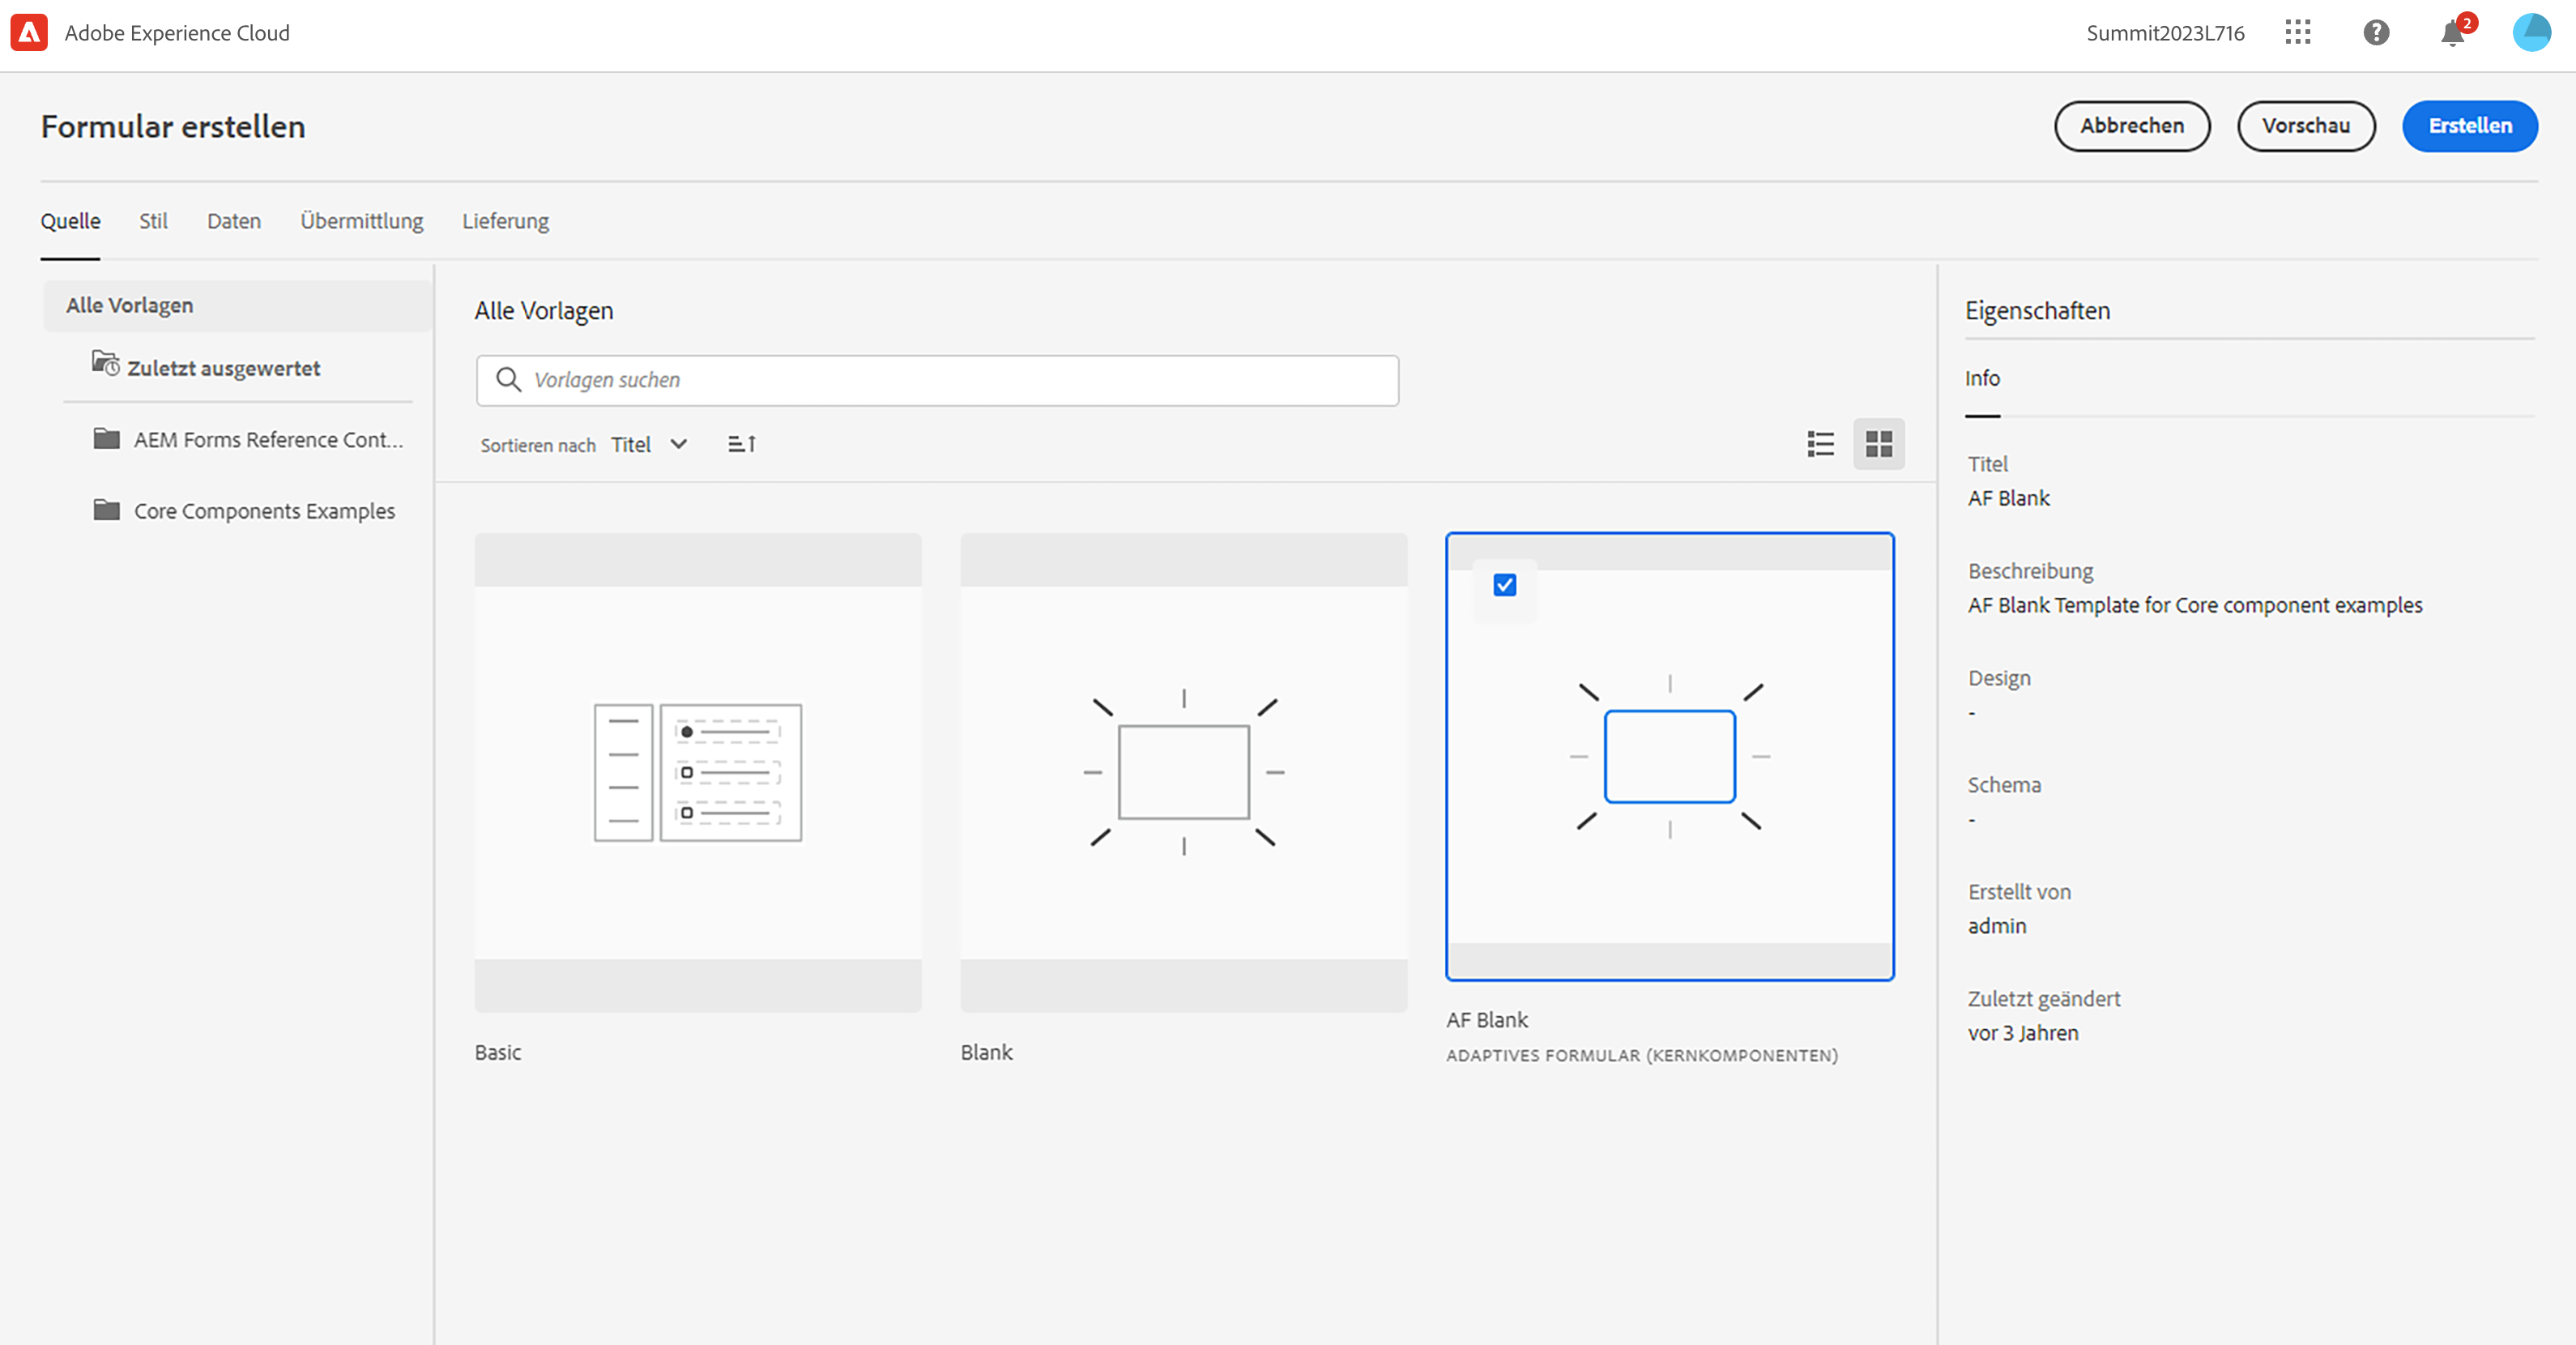 Adobe Experience Cloud
Summit2023L716
2
Formular erstellen
Abbrechen
Vorschau
Erstellen
Quelle
Stil
Daten
Übermittlung
Lieferung
Alle Vorlagen
Zuletzt ausgewertet
AEM Forms Reference Cont...
Core Components Examples
Alle Vorlagen
Vorlagen suchen
Sortieren nach Titel
Basic
Blank
AF Blank
ADAPTIVES FORMULAR (KERNKOMPONENTEN)
Eigenschaften
Info
Titel
AF Blank
Beschreibung
AF Blank Template for Core component examples
Design
-
Schema
-
Erstellt von
admin
Zuletzt geändert
vor 3 Jahren